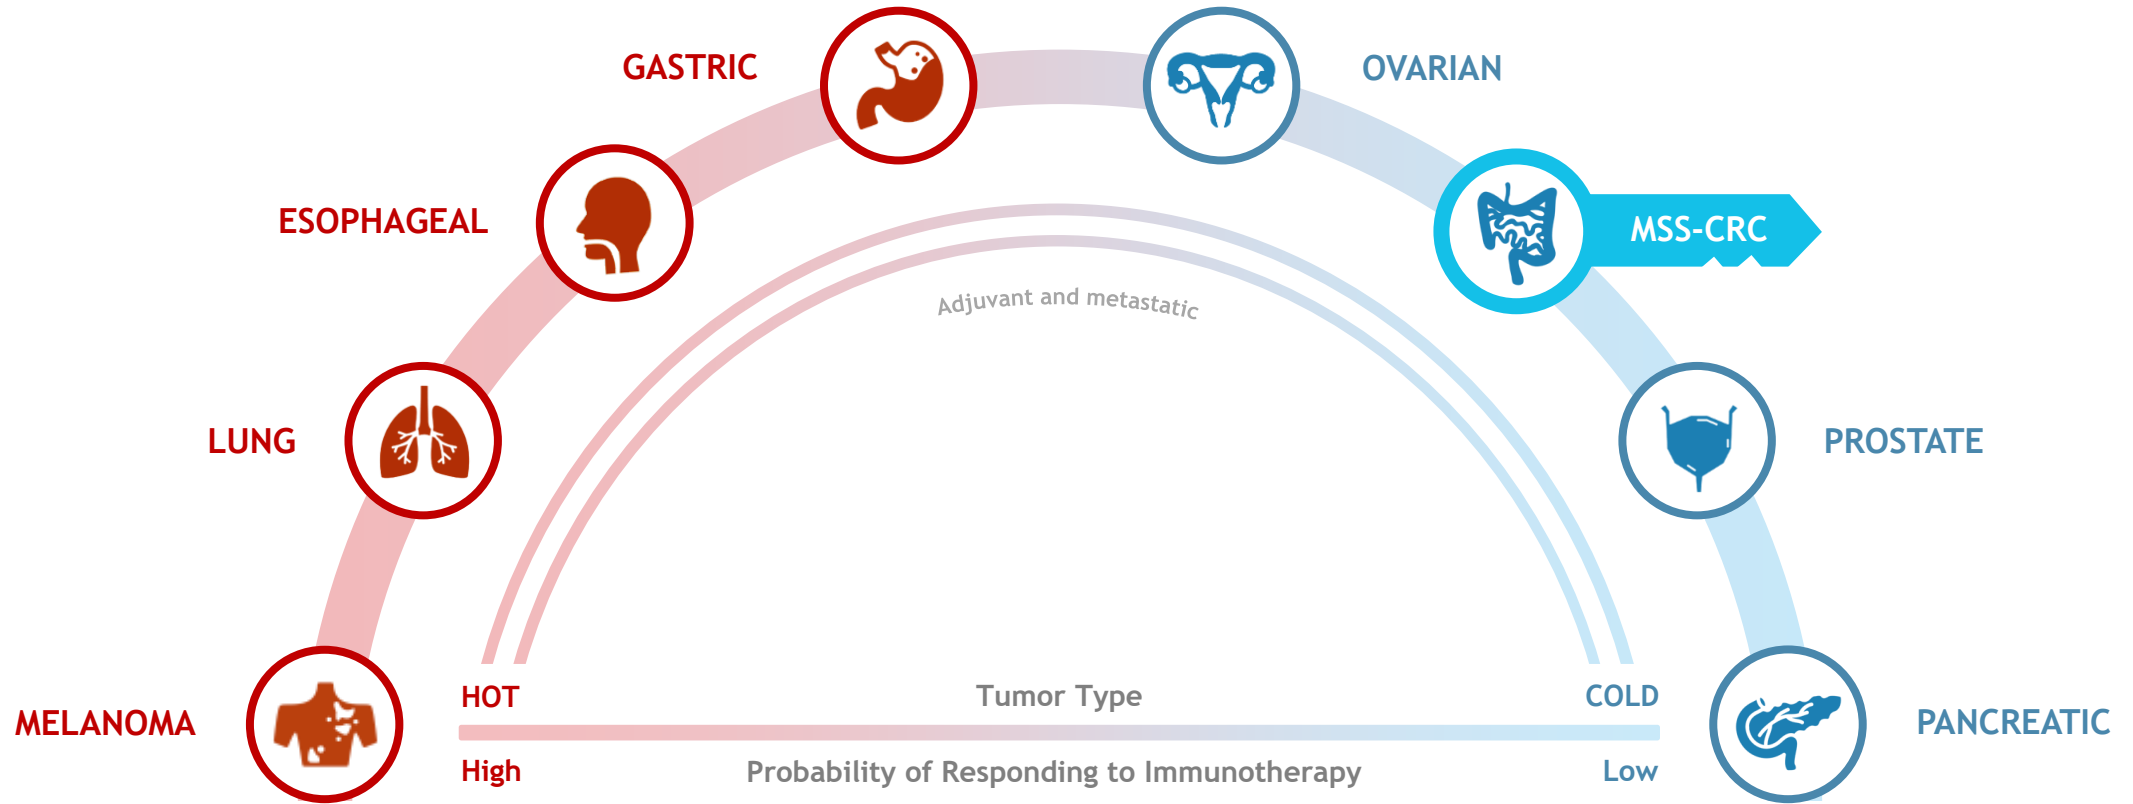 GASTRIC
OVARIAN
ESOPHAGEAL
MSS-CRC
Adjuvant and metastatic
LUNG
PROSTATE
MELANOMA
HOT
Tumor Type
COLD
PANCREATIC
High
Probability of Responding to Immunotherapy
Low